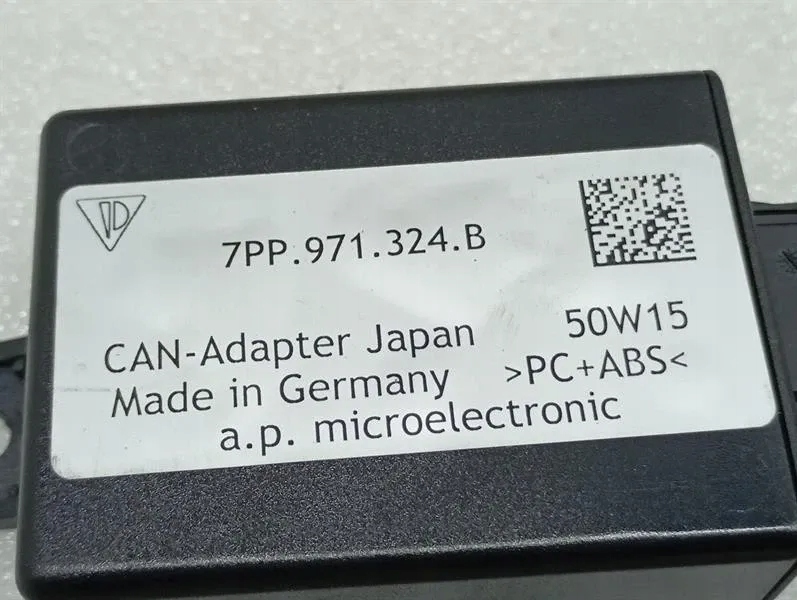 7PP.971.324.B
CAN-Adapter Japan 50W15
Made in Germany >PC+ABS<
a.p. microelectronic